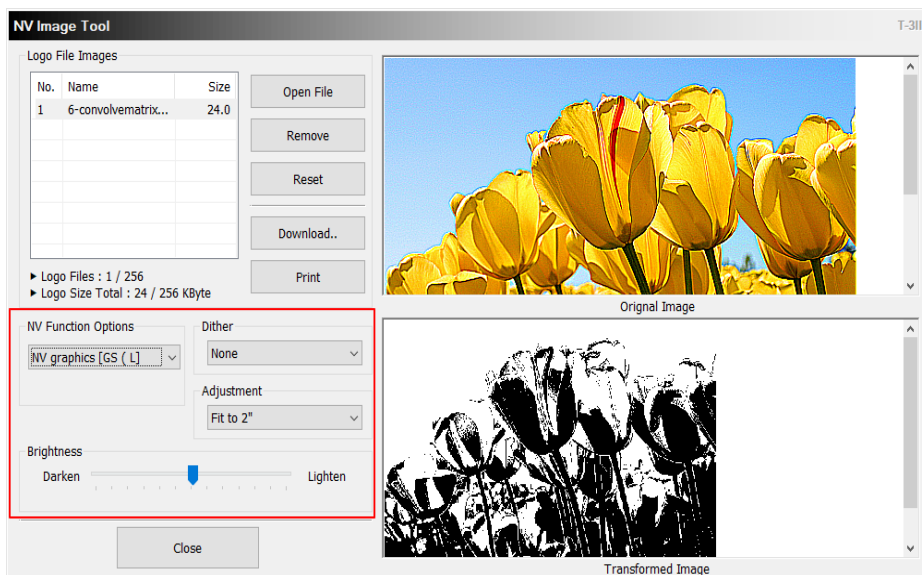 NV Image Tool
T-3II
Logo File Images
No. Name Size
1 6-convolvematrix... 24.0
Open File
Remove
Reset
Download..
Print
▸ Logo Files : 1 / 256
▸ Logo Size Total : 24 / 256 KByte
Orignal Image
NV Function Options
NV graphics [GS ( L]
Dither
None
Adjustment
Fit to 2"
Brightness
Darken Lighten
Close
Transformed Image